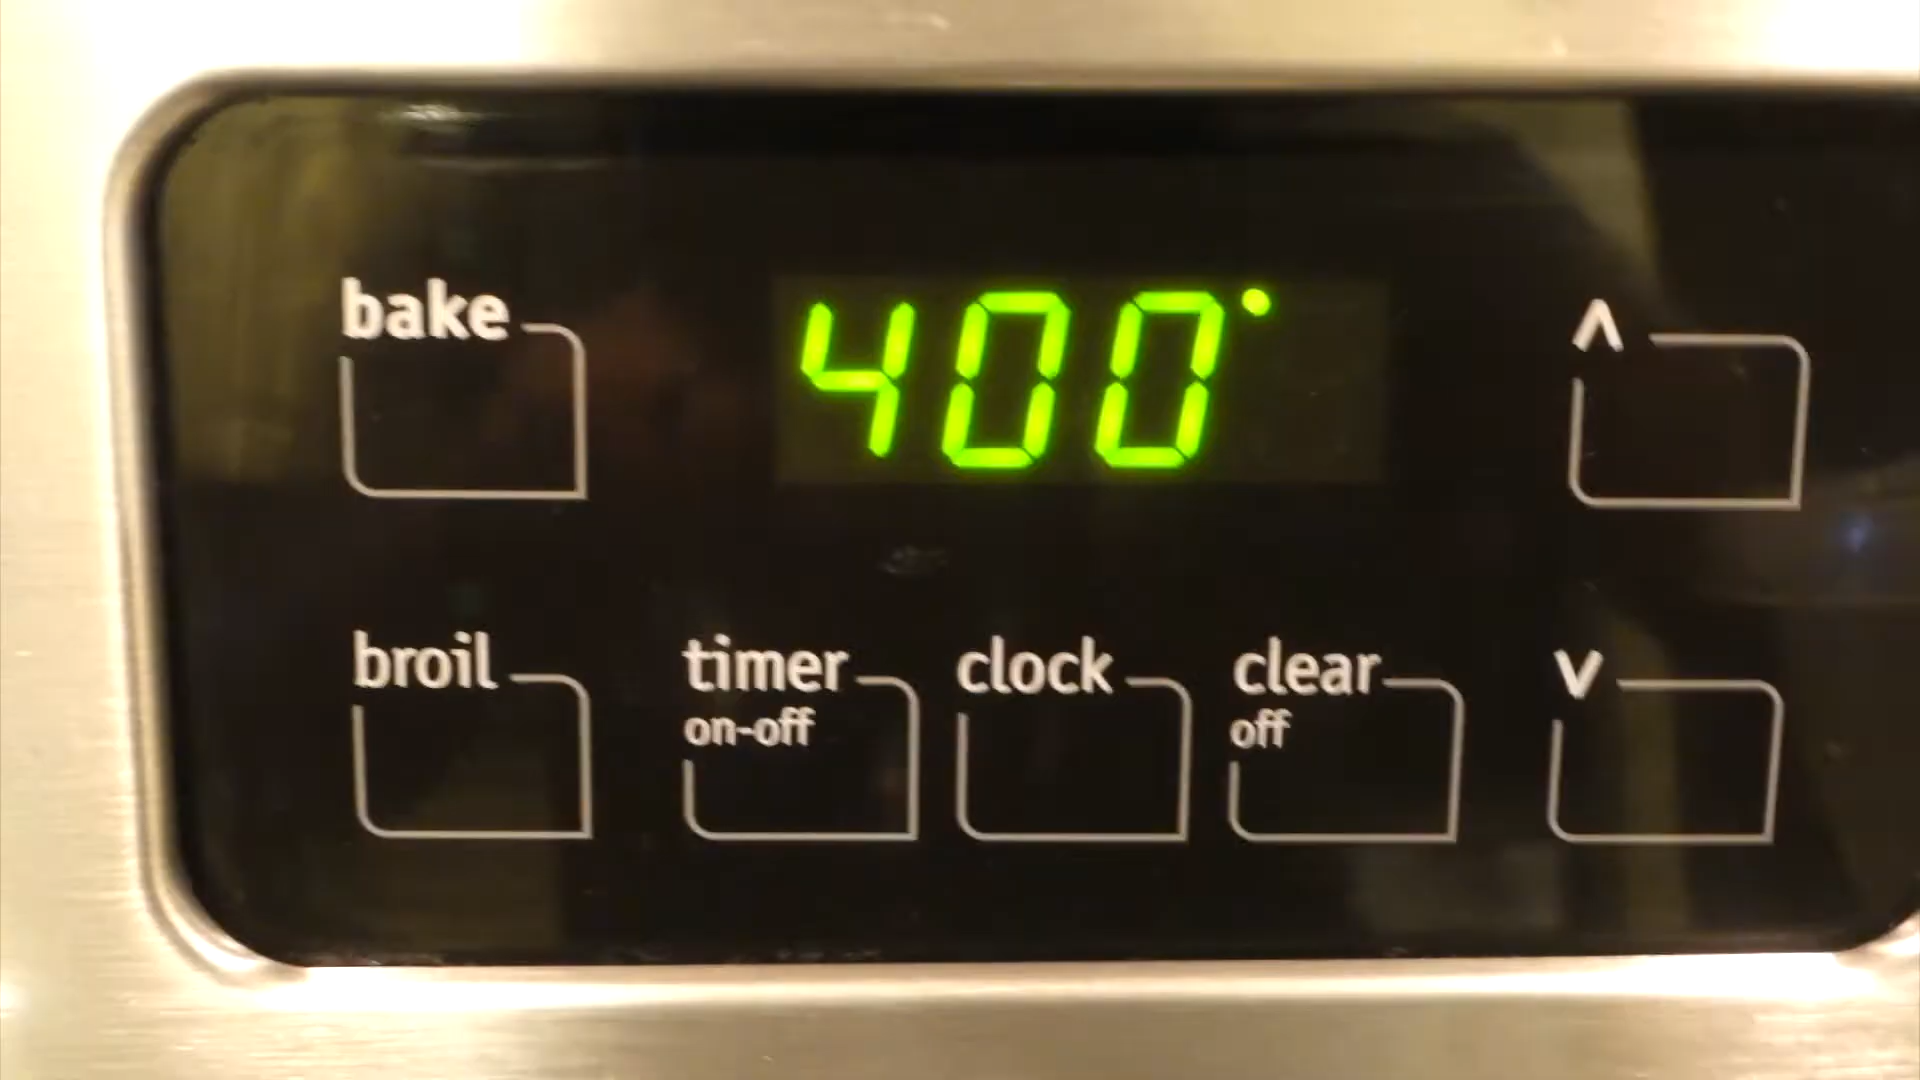 bake
400°
^
broil
timer
on-off
clock
clear
off
v